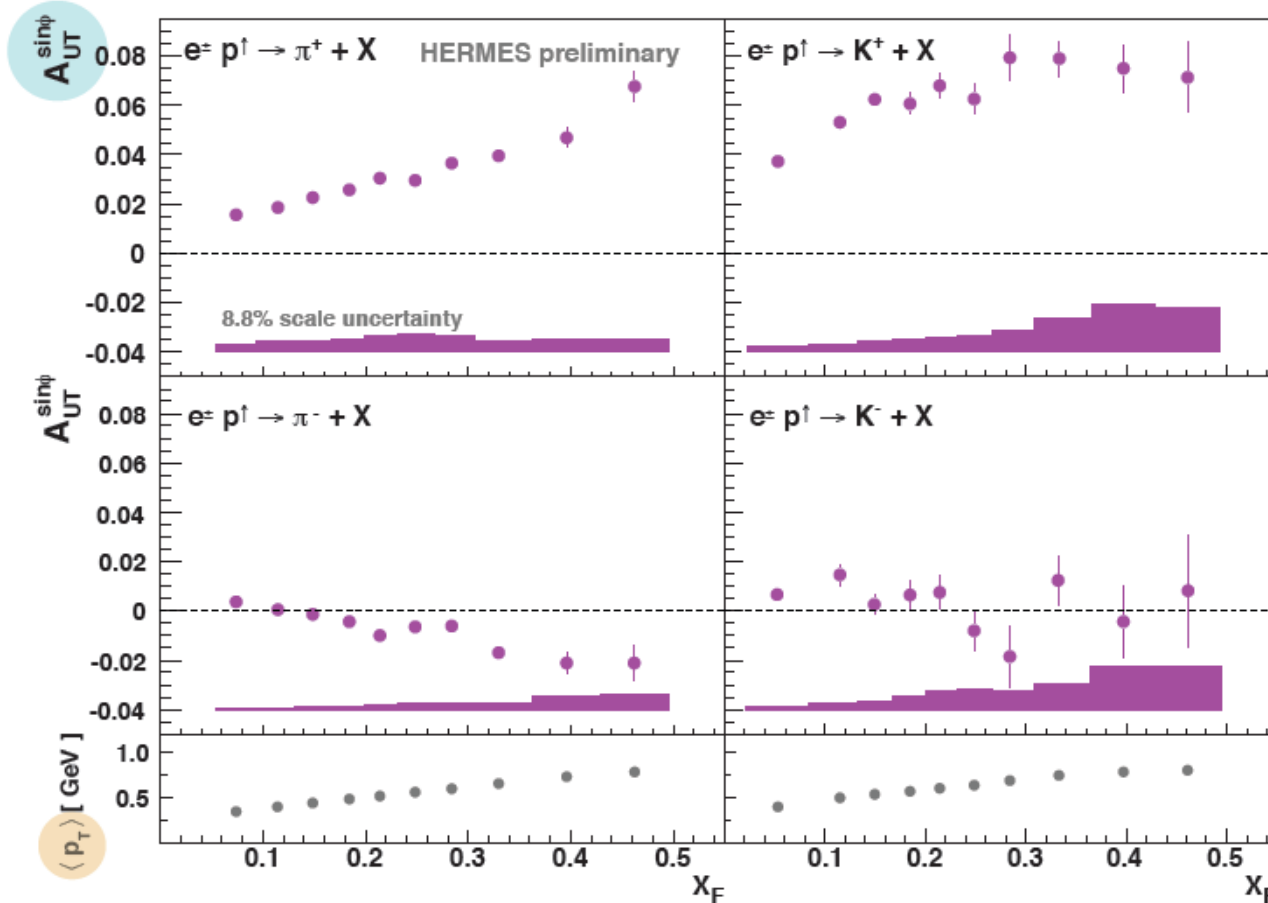 A_UT^sinϕ
e± p↑ → π+ + X
HERMES preliminary
e± p↑ → K+ + X
0.08
0.06
0.04
0.02
0
-0.02
-0.04
8.8% scale uncertainty
A_UT^sinϕ
e± p↑ → π- + X
e± p↑ → K- + X
0.08
0.06
0.04
0.02
0
-0.02
-0.04
⟨ p_T ⟩ [ GeV ]
1.0
0.5
0.1 0.2 0.3 0.4 0.5
0.1 0.2 0.3 0.4 0.5
X_F
X_F